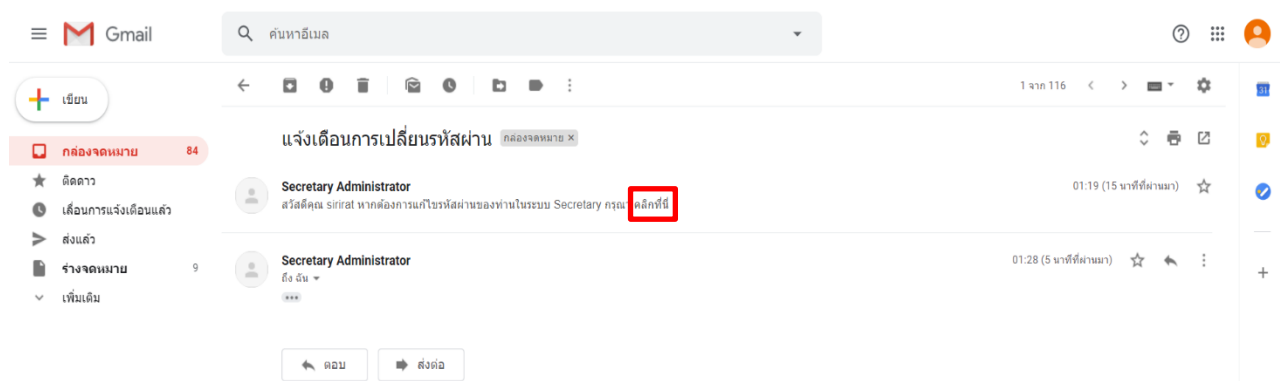 Gmail
ค้นหาอีเมล
เขียน
1 จาก 116
กล่องจดหมาย 84
ติดดาว
เลื่อนการแจ้งเตือนแล้ว
ส่งแล้ว
ร่างจดหมาย 9
เพิ่มเติม
แจ้งเตือนการเปลี่ยนรหัสผ่าน กล่องจดหมาย ×
Secretary Administrator 01:19 (15 นาทีที่ผ่านมา)
สวัสดีคุณ sirirat หากต้องการแก้ไขรหัสผ่านของท่านในระบบ Secretary กรุณา คลิกที่นี่
Secretary Administrator 01:28 (5 นาทีที่ผ่านมา)
ถึง ฉัน
ตอบ ส่งต่อ
31